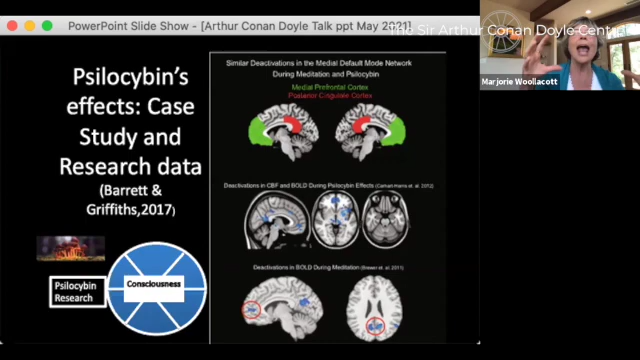 PowerPoint Slide Show - [Arthur Conan Doyle Talk ppt May 2021]
The Sir Arthur Conan Doyle Cent
Marjorie Woollacott
Psilocybin's
effects: Case
Study and
Research data
(Barrett &
Griffiths,2017)
Psilocybin
Research
Consciousness
Similar Deactivations in the Medial Default Mode Network
During Meditation and Psilocybin
Medial Prefrontal Cortex
Posterior Cingulate Cortex
Deactivations in CBF and BOLD During Psilocybin Effects (Carhart-Harris et. al. 2012)
Deactivations in BOLD During Meditation (Brewer et. al. 2011)